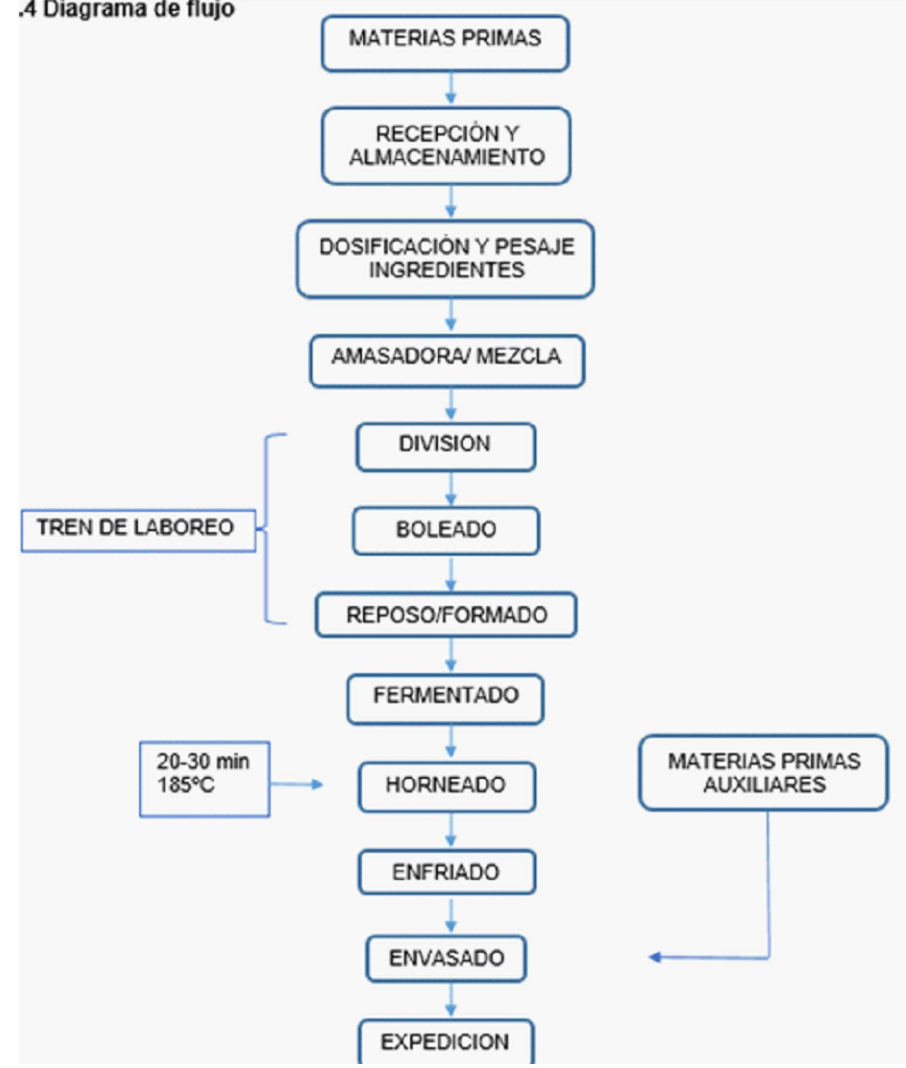 .4 Diagrama de flujo
MATERIAS PRIMAS
RECEPCIÓN Y
ALMACENAMIENTO
DOSIFICACIÓN Y PESAJE
INGREDIENTES
AMASADORA/ MEZCLA
DIVISION
TREN DE LABOREO
BOLEADO
REPOSO/FORMADO
FERMENTADO
20-30 min
185ºC
HORNEADO
MATERIAS PRIMAS
AUXILIARES
ENFRIADO
ENVASADO
EXPEDICION